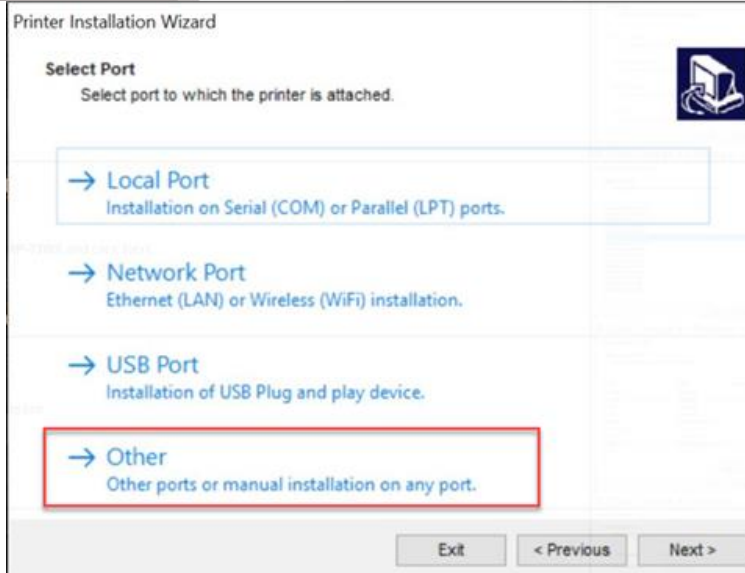 Printer Installation Wizard
Select Port
Select port to which the printer is attached.
→ Local Port
Installation on Serial (COM) or Parallel (LPT) ports.
→ Network Port
Ethernet (LAN) or Wireless (WiFi) installation.
→ USB Port
Installation of USB Plug and play device.
→ Other
Other ports or manual installation on any port.
Exit
< Previous
Next >